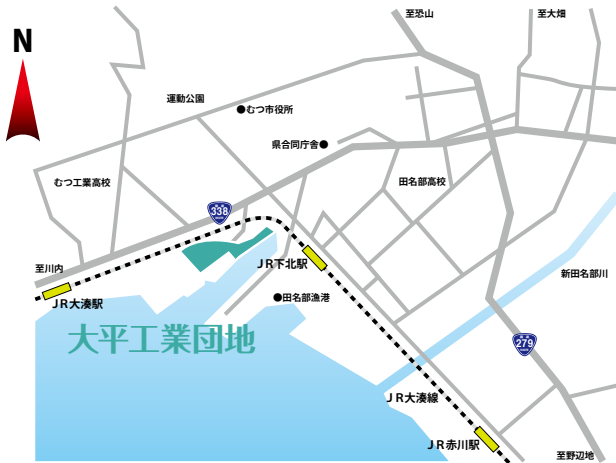 至恐山
至大畑
N
運動公園
●むつ市役所
県合同庁舎●
むつ工業高校
田名部高校
338
至川内
JR下北駅
新田名部川
JR大湊駅
●田名部漁港
大平工業団地
279
JR大湊線
JR赤川駅
至野辺地